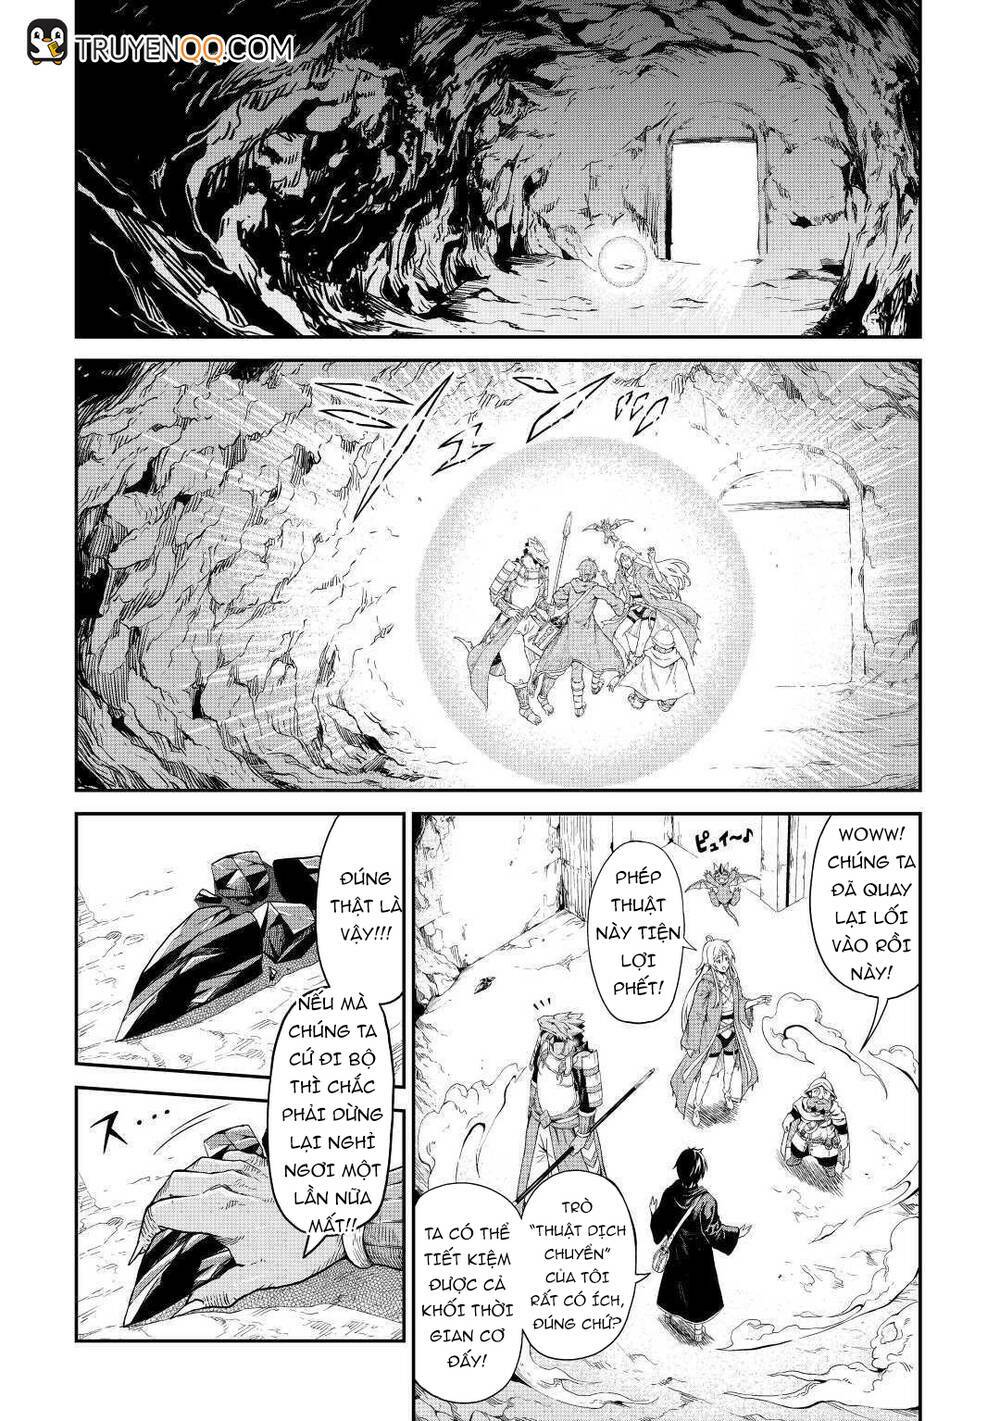 TRUYENQQ.COM
WOWW!
CHÚNG TA
ĐÃ QUAY
LẠI LỐI
VÀO RỒI
NÀY!
ピュイ～♪
PHÉP
THUẬT
NÀY TIỆN
LỢI
PHẾT!
TRÒ
"THUẬT DỊCH
CHUYỂN"
CỦA TÔI
RẤT CÓ ÍCH,
ĐÚNG CHỨ?
TA CÓ THỂ
TIẾT KIỆM
ĐƯỢC CẢ
KHỐI THỜI
GIAN CƠ
ĐẤY!
ĐÚNG
THẬT LÀ
VẬY!!!
NẾU MÀ
CHÚNG TA
CỨ ĐI BỘ
THÌ CHẮC
PHẢI DỪNG
LẠI NGHỈ
NGƠI MỘT
LẦN NỮA
MẤT!!
ス…